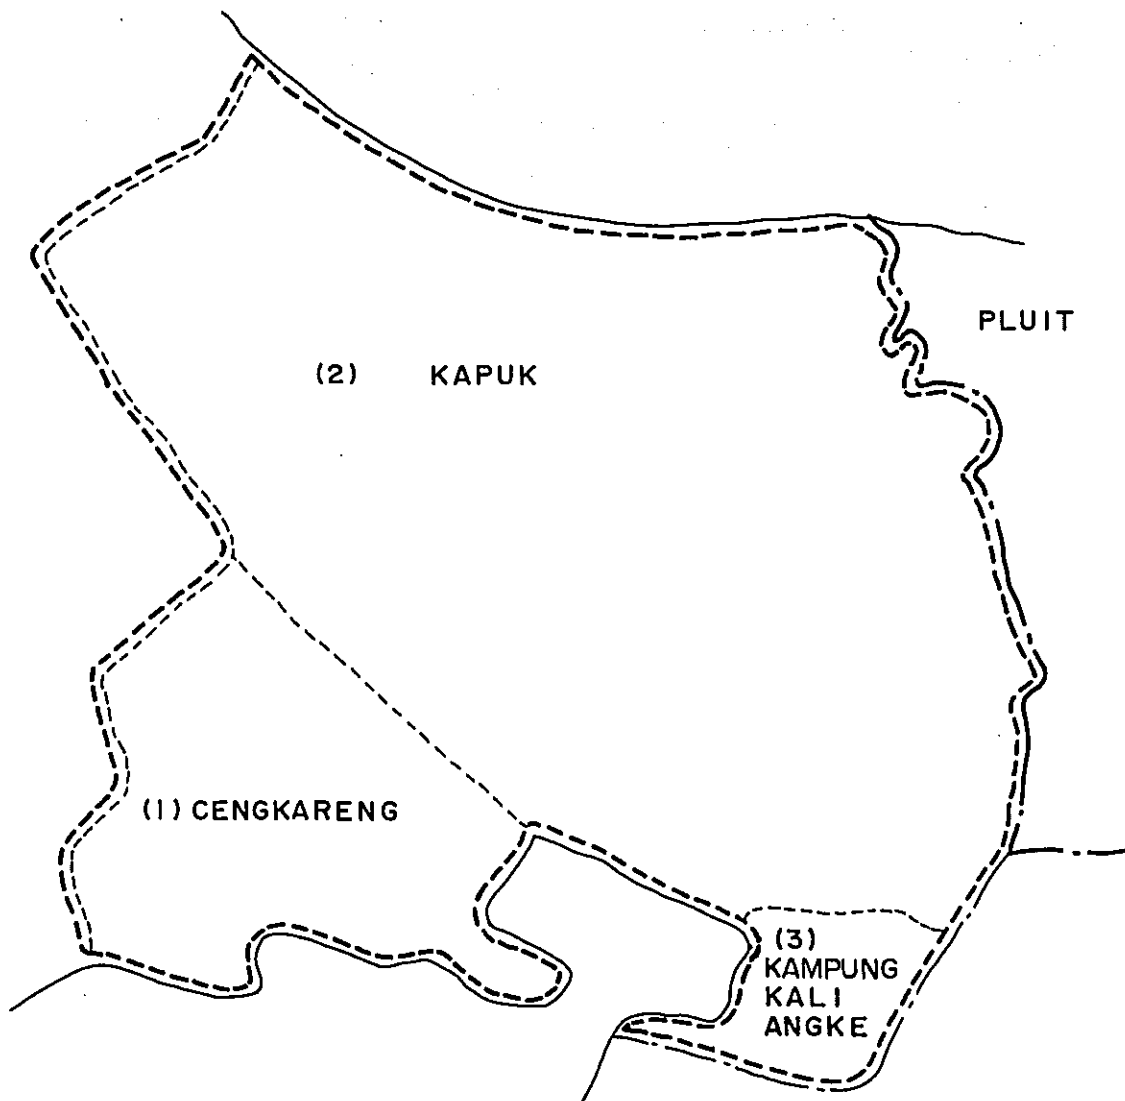 PLUIT
(2) KAPUK
(1) CENGKARENG
(3)
KAMPUNG
KALI
ANGKE